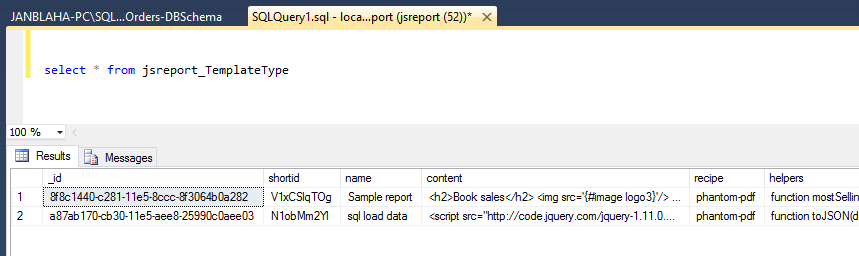 JANBLAHA-PC\SQL...Orders-DBSchema SQLQuery1.sql - loca...port (jsreport (52))* ✕
select * from jsreport_TemplateType
100 %
Results Messages
_id shortid name content recipe helpers
1 8f8c1440-c281-11e5-8ccc-8f3064b0a282 V1xCSlqTOg Sample report <h2>Book sales</h2> <img src='{#image logo3}'/> ... phantom-pdf function mostSellin
2 a87ab170-cb30-11e5-aee8-25990c0aee03 N1obMm2Yl sql load data <script src="http://code.jquery.com/jquery-1.11.0.... phantom-pdf function toJSON(d